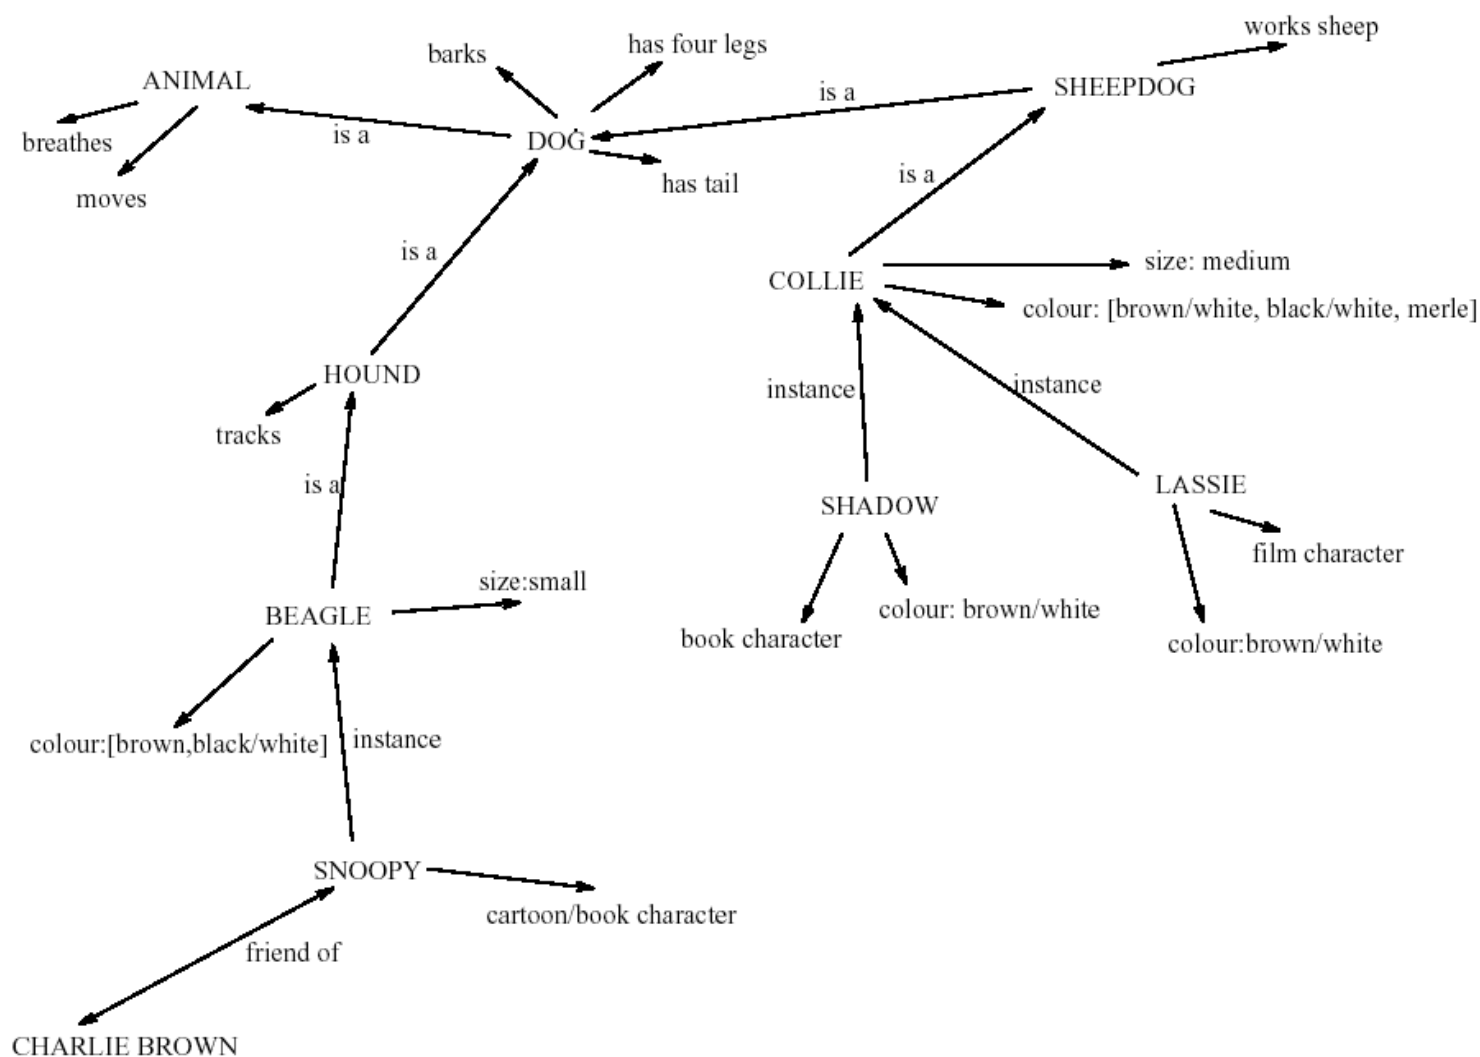 works sheep
barks
has four legs
ANIMAL
SHEEPDOG
is a
breathes
is a
DOG
is a
has tail
moves
is a
COLLIE
size: medium
colour: [brown/white, black/white, merle]
HOUND
instance
instance
tracks
is a
LASSIE
SHADOW
film character
size:small
BEAGLE
colour: brown/white
book character
colour:brown/white
colour:[brown,black/white]
instance
SNOOPY
cartoon/book character
friend of
CHARLIE BROWN